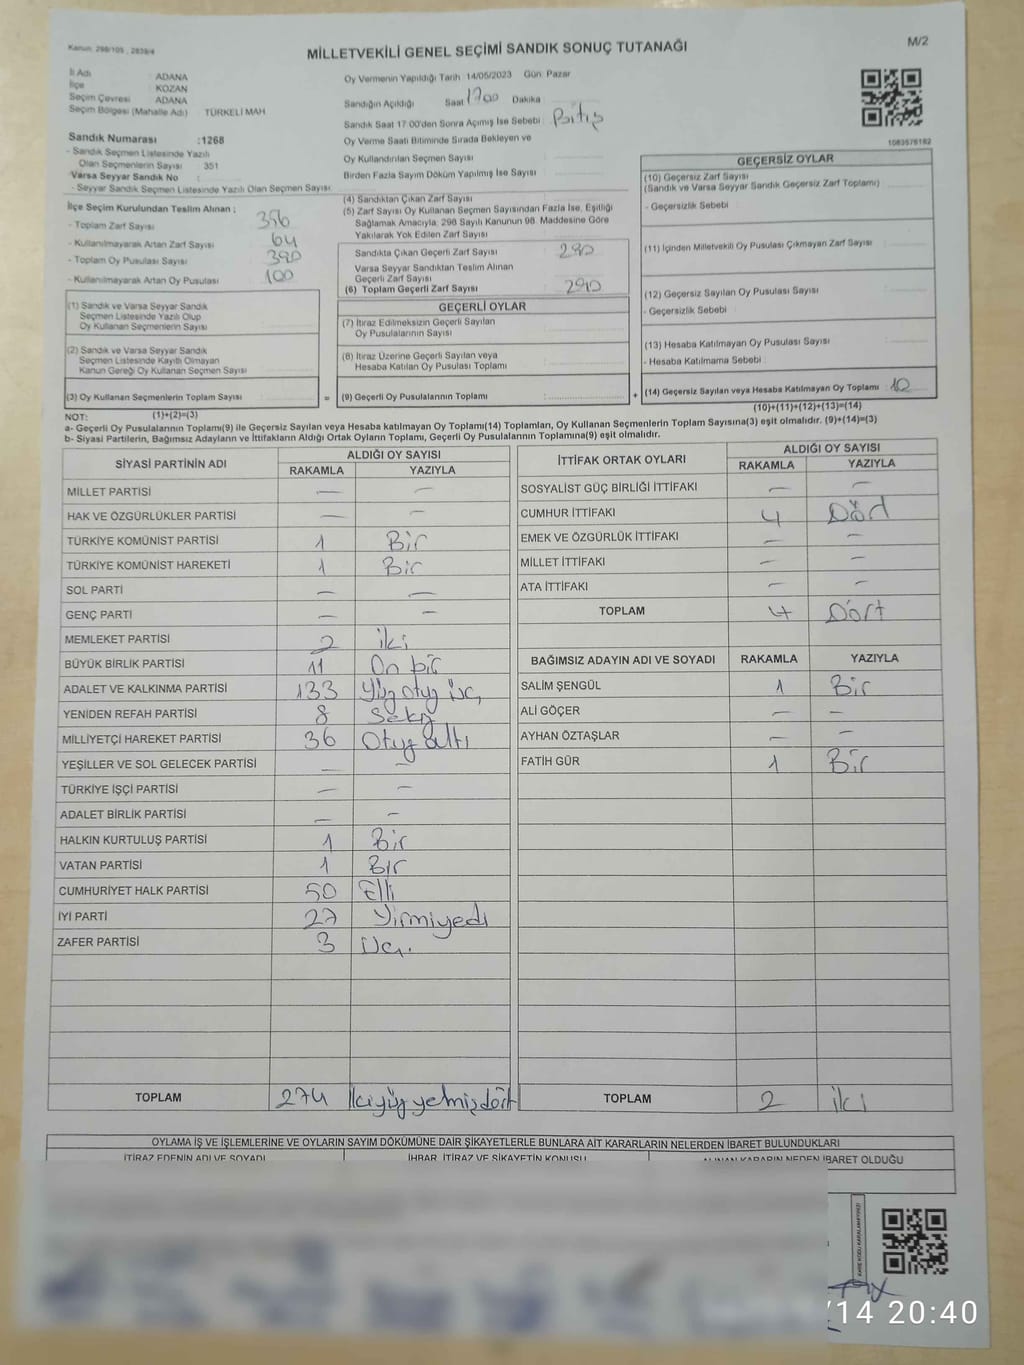 Kanun: 298/105 , 2839/4
MİLLETVEKİLİ GENEL SEÇİMİ SANDIK SONUÇ TUTANAĞI
M/2
İl Adı : ADANA
İlçe : KOZAN
Seçim Çevresi : ADANA
Seçim Bölgesi (Mahalle Adı) : TÜRKELİ MAH
Sandık Numarası :1268
- Sandık Seçmen Listesinde Yazılı
Olan Seçmenlerin Sayısı : 351
Varsa Seyyar Sandık No :
- Seyyar Sandık Seçmen Listesinde Yazılı Olan Seçmen Sayısı:
Oy Vermenin Yapıldığı Tarih :14/05/2023 Gün: Pazar
Sandığın Açıldığı Saat 17 00 Dakika
Sandık Saat 17:00'den Sonra Açımış İse Sebebi : Bitiş
Oy Verme Saati Bitiminde Sırada Bekleyen ve
Oy Kullandırılan Seçmen Sayısı :
Birden Fazla Sayım Döküm Yapılmış İse Sayısı :
1083576182
İlçe Seçim Kurulundan Teslim Alınan ;
- Toplam Zarf Sayısı : 356
- Kullanılmayarak Artan Zarf Sayısı : 64
- Toplam Oy Pusulası Sayısı : 390
- Kullanılmayarak Artan Oy Pusulası : 100
(1) Sandık ve Varsa Seyyar Sandık
Seçmen Listesinde Yazılı Olup
Oy Kullanan Seçmenlerin Sayısı
(2) Sandık ve Varsa Seyyar Sandık
Seçmen Listesinde Kayıtlı Olmayan
Kanun Gereği Oy Kullanan Seçmen Sayısı
(3) Oy Kullanan Seçmenlerin Toplam Sayısı =
(4) Sandıktan Çıkan Zarf Sayısı :
(5) Zarf Sayısı Oy Kullanan Seçmen Sayısından Fazla İse, Eşitliği
Sağlamak Amacıyla; 298 Sayılı Kanunun 98. Maddesine Göre
Yakılarak Yok Edilen Zarf Sayısı :
Sandıkta Çıkan Geçerli Zarf Sayısı : 290
Varsa Seyyar Sandıktan Teslim Alınan
Geçerli Zarf Sayısı :
(6) Toplam Geçerli Zarf Sayısı : 290
GEÇERLİ OYLAR
(7) İtiraz Edilmeksizin Geçerli Sayılan
Oy Pusulalarının Sayısı
(8) İtiraz Üzerine Geçerli Sayılan veya
Hesaba Katılan Oy Pusulası Toplamı
(9) Geçerli Oy Pusulalarının Toplamı : +
GEÇERSİZ OYLAR
(10) Geçersiz Zarf Sayısı :
(Sandık ve Varsa Seyyar Sandık Geçersiz Zarf Toplamı)
- Geçersizlik Sebebi :
(11) İçinden Milletvekili Oy Pusulası Çıkmayan Zarf Sayısı :
(12) Geçersiz Sayılan Oy Pusulası Sayısı :
- Geçersizlik Sebebi :
(13) Hesaba Katılmayan Oy Pusulası Sayısı :
- Hesaba Katılmama Sebebi :
(14) Geçersiz Sayılan veya Hesaba Katılmayan Oy Toplamı : 10
NOT: (1)+(2)=(3) (10)+(11)+(12)+(13)=(14)
a- Geçerli Oy Pusulalarının Toplamı(9) ile Geçersiz Sayılan veya Hesaba katılmayan Oy Toplamı(14) Toplamları, Oy Kullanan Seçmenlerin Toplam Sayısına(3) eşit olmalıdır. (9)+(14)=(3)
b- Siyasi Partilerin, Bağımsız Adayların ve İttifakların Aldığı Ortak Oyların Toplamı, Geçerli Oy Pusulalarının Toplamına(9) eşit olmalıdır.
SİYASİ PARTİNİN ADI ALDIĞI OY SAYISI
RAKAMLA YAZIYLA
MİLLET PARTİSİ — —
HAK VE ÖZGÜRLÜKLER PARTİSİ — —
TÜRKİYE KOMÜNİST PARTİSİ 1 Bir
TÜRKİYE KOMÜNİST HAREKETİ 1 Bir
SOL PARTİ — —
GENÇ PARTİ — —
MEMLEKET PARTİSİ 2 iki
BÜYÜK BİRLİK PARTİSİ 11 On bir
ADALET VE KALKINMA PARTİSİ 133 Yüz otuz üç
YENİDEN REFAH PARTİSİ 8 Sekiz
MİLLİYETÇİ HAREKET PARTİSİ 36 Otuz altı
YEŞİLLER VE SOL GELECEK PARTİSİ — —
TÜRKİYE İŞÇİ PARTİSİ — —
ADALET BİRLİK PARTİSİ — —
HALKIN KURTULUŞ PARTİSİ 1 Bir
VATAN PARTİSİ 1 Bir
CUMHURİYET HALK PARTİSİ 50 Elli
İYİ PARTİ 27 Yirmiyedi
ZAFER PARTİSİ 3 Üç.
TOPLAM 274 İkiyüzyetmişdört
İTTİFAK ORTAK OYLARI ALDIĞI OY SAYISI
RAKAMLA YAZIYLA
SOSYALİST GÜÇ BİRLİĞİ İTTİFAKI — —
CUMHUR İTTİFAKI 4 Dört
EMEK VE ÖZGÜRLÜK İTTİFAKI — —
MİLLET İTTİFAKI — —
ATA İTTİFAKI — —
TOPLAM 4 Dört
BAĞIMSIZ ADAYIN ADI VE SOYADI RAKAMLA YAZIYLA
SALİM ŞENGÜL 1 Bir
ALİ GÖÇER — —
AYHAN ÖZTAŞLAR — —
FATİH GÜR 1 Bir
TOPLAM 2 iki
OYLAMA İŞ VE İŞLEMLERİNE VE OYLARIN SAYIM DÖKÜMÜNE DAİR ŞİKAYETLERLE BUNLARA AİT KARARLARIN NELERDEN İBARET BULUNDUKLARI
İTİRAZ EDENİN ADI VE SOYADI İHBAR, İTİRAZ VE ŞİKAYETİN KONUSU ALINAN KARARIN NEDEN İBARET OLDUĞU
/14 20:40